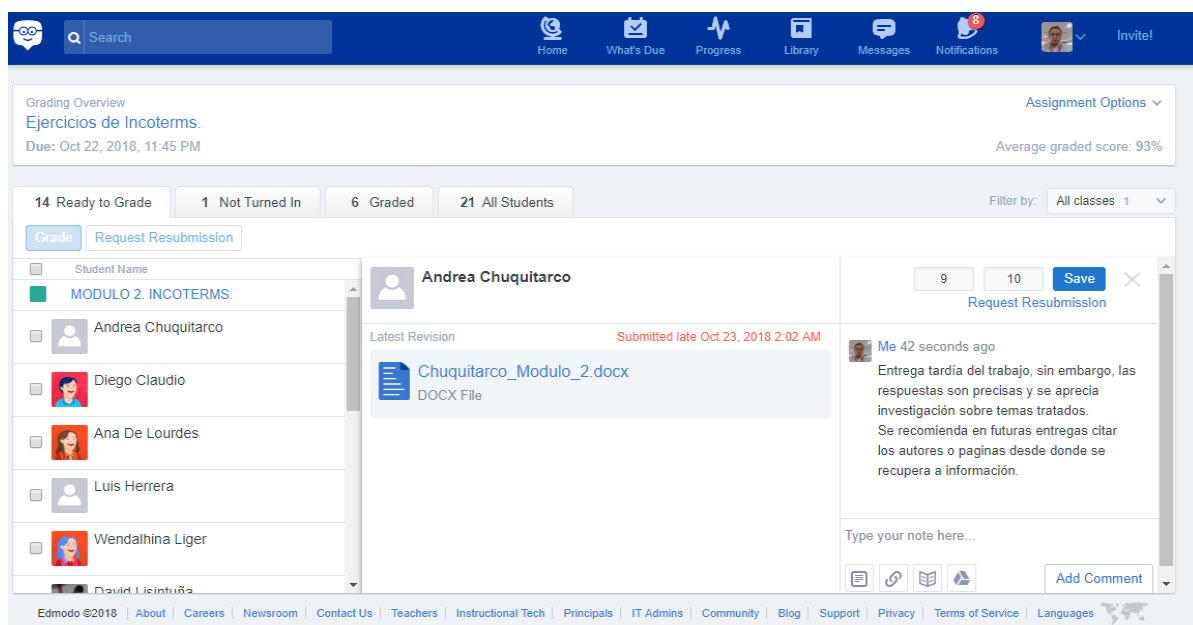 Search
Home
What's Due
Progress
Library
Messages
8
Notifications
Invite!
Grading Overview
Assignment Options
Ejercicios de Incoterms.
Due: Oct 22, 2018, 11:45 PM
Average graded score: 93%
14 Ready to Grade
1 Not Turned In
6 Graded
21 All Students
Filter by: All classes 1
Grade
Request Resubmission
Student Name
MODULO 2. INCOTERMS.
Andrea Chuquitarco
Diego Claudio
Ana De Lourdes
Luis Herrera
Wendalhina Liger
David Lisintuña
Andrea Chuquitarco
Latest Revision
Submitted late Oct 23, 2018 2:02 AM
Chuquitarco_Modulo_2.docx
DOCX File
9
10
Save
Request Resubmission
Me 42 seconds ago
Entrega tardía del trabajo, sin embargo, las
respuestas son precisas y se aprecia
investigación sobre temas tratados.
Se recomienda en futuras entregas citar
los autores o paginas desde donde se
recupera a información.
Type your note here...
Add Comment
Edmodo ©2018 | About | Careers | Newsroom | Contact Us | Teachers | Instructional Tech | Principals | IT Admins | Community | Blog | Support | Privacy | Terms of Service | Languages